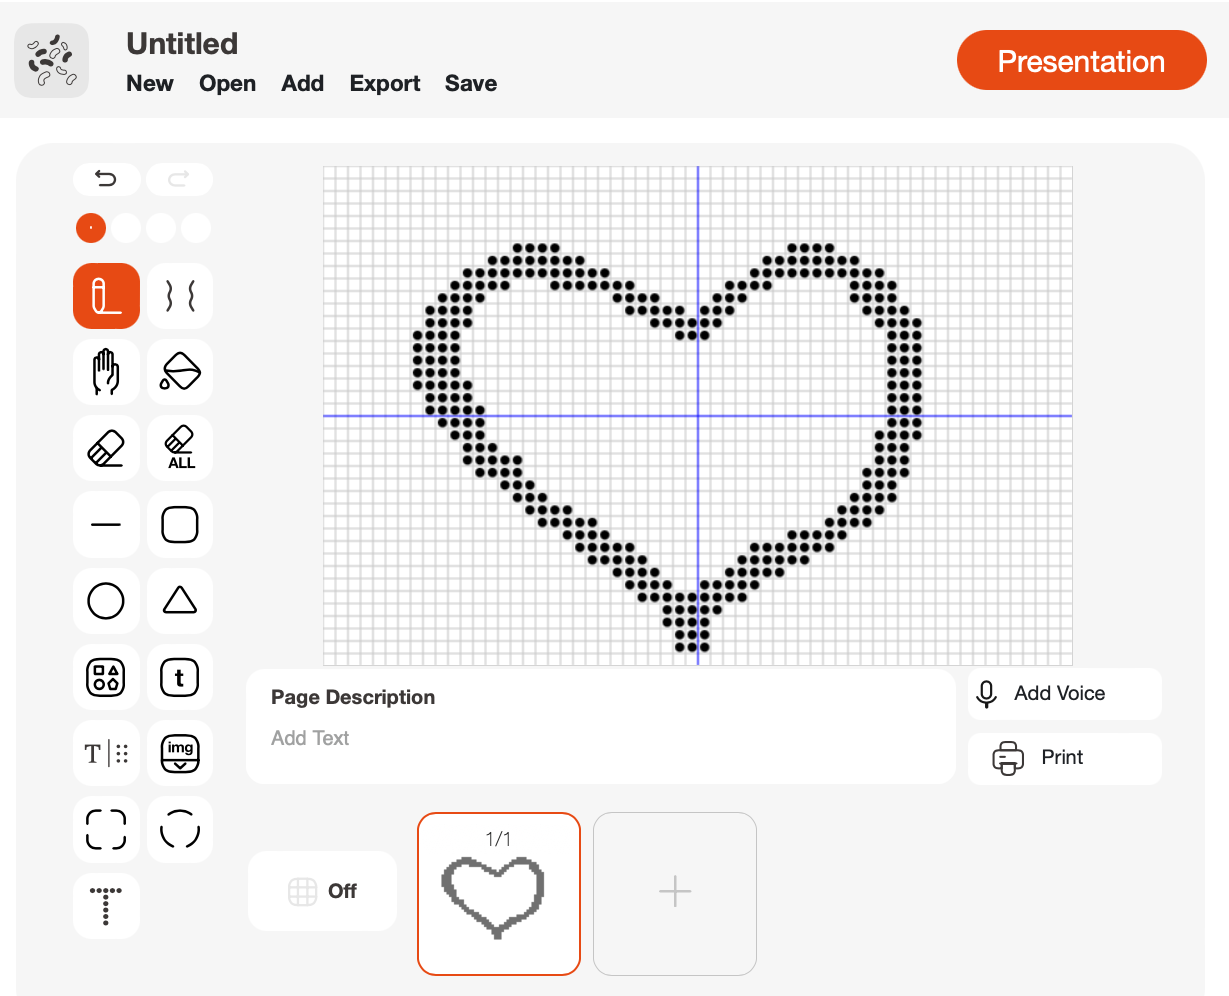 Untitled
New Open Add Export Save
Presentation
ALL
t
T
img
Page Description
Add Text
Add Voice
Print
Off
1/1